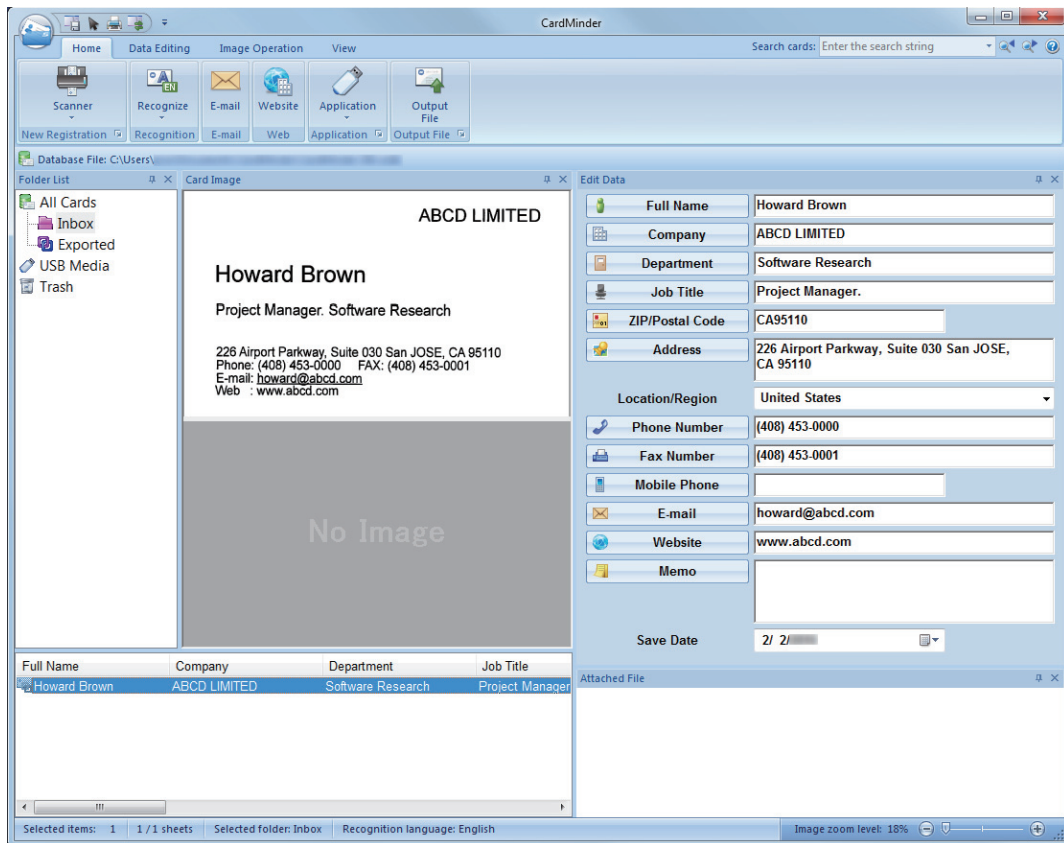 CardMinder
Home Data Editing Image Operation View
Search cards: Enter the search string
Scanner Recognize E-mail Website Application Output File
New Registration Recognition E-mail Web Application Output File
Database File: C:\Users\
Folder List
All Cards
Inbox
Exported
USB Media
Trash
Card Image
ABCD LIMITED
Howard Brown
Project Manager. Software Research
226 Airport Parkway, Suite 030 San JOSE, CA 95110
Phone: (408) 453-0000 FAX: (408) 453-0001
E-mail: howard@abcd.com
Web : www.abcd.com
No Image
Edit Data
Full Name Howard Brown
Company ABCD LIMITED
Department Software Research
Job Title Project Manager.
ZIP/Postal Code CA95110
Address 226 Airport Parkway, Suite 030 San JOSE,
CA 95110
Location/Region United States
Phone Number (408) 453-0000
Fax Number (408) 453-0001
Mobile Phone
E-mail howard@abcd.com
Website www.abcd.com
Memo
Save Date 2/ 2/
Full Name Company Department Job Title
Howard Brown ABCD LIMITED Software Research Project Manager
Attached File
Selected items: 1 1 / 1 sheets Selected folder: Inbox Recognition language: English Image zoom level: 18%